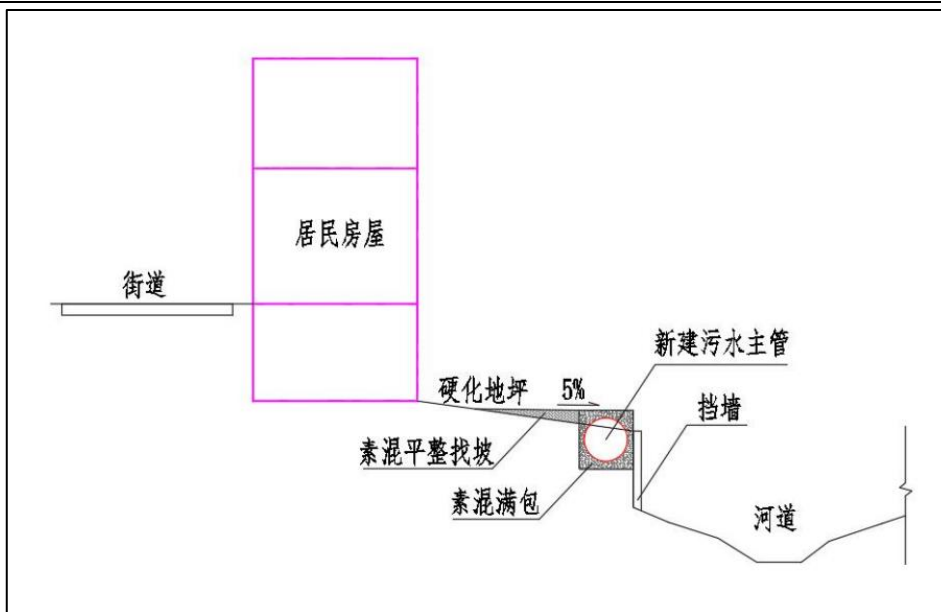 居民房屋
街道
新建污水主管
硬化地坪
5%
挡墙
素混平整找坡
素混满包
河道